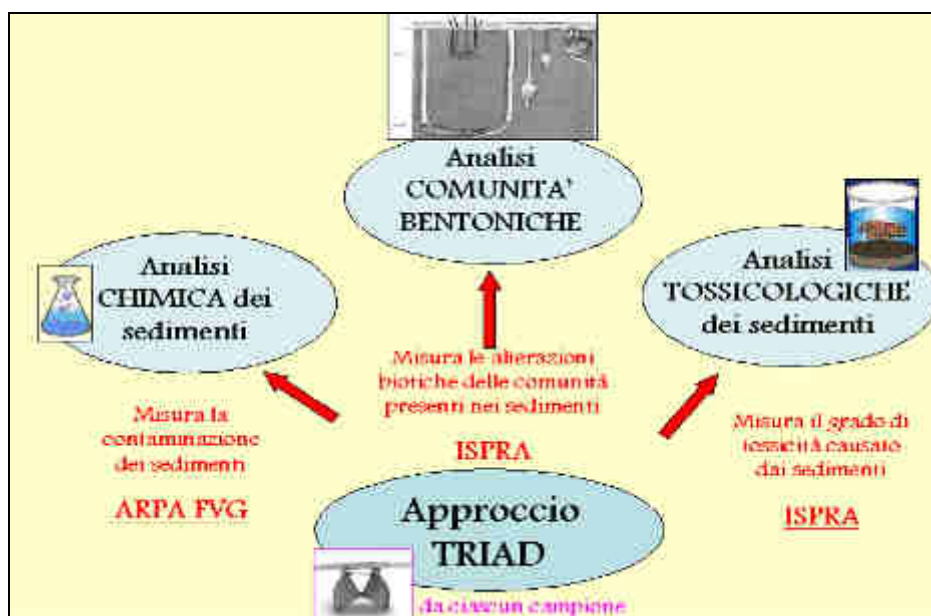 Analisi
COMUNITA'
BENTONICHE
Analisi
CHIMICA dei
sedimenti
Analisi
TOSSICOLOGICHE
dei sedimenti
Misura le alterazioni
biotiche delle comunità
presenti nei sedimenti
ISPRA
Misura la
contaminazione
dei sedimenti
ARPA FVG
Misura il grado di
tossicità causato
dai sedimenti
ISPRA
Approccio
TRIAD
da ciascun campione